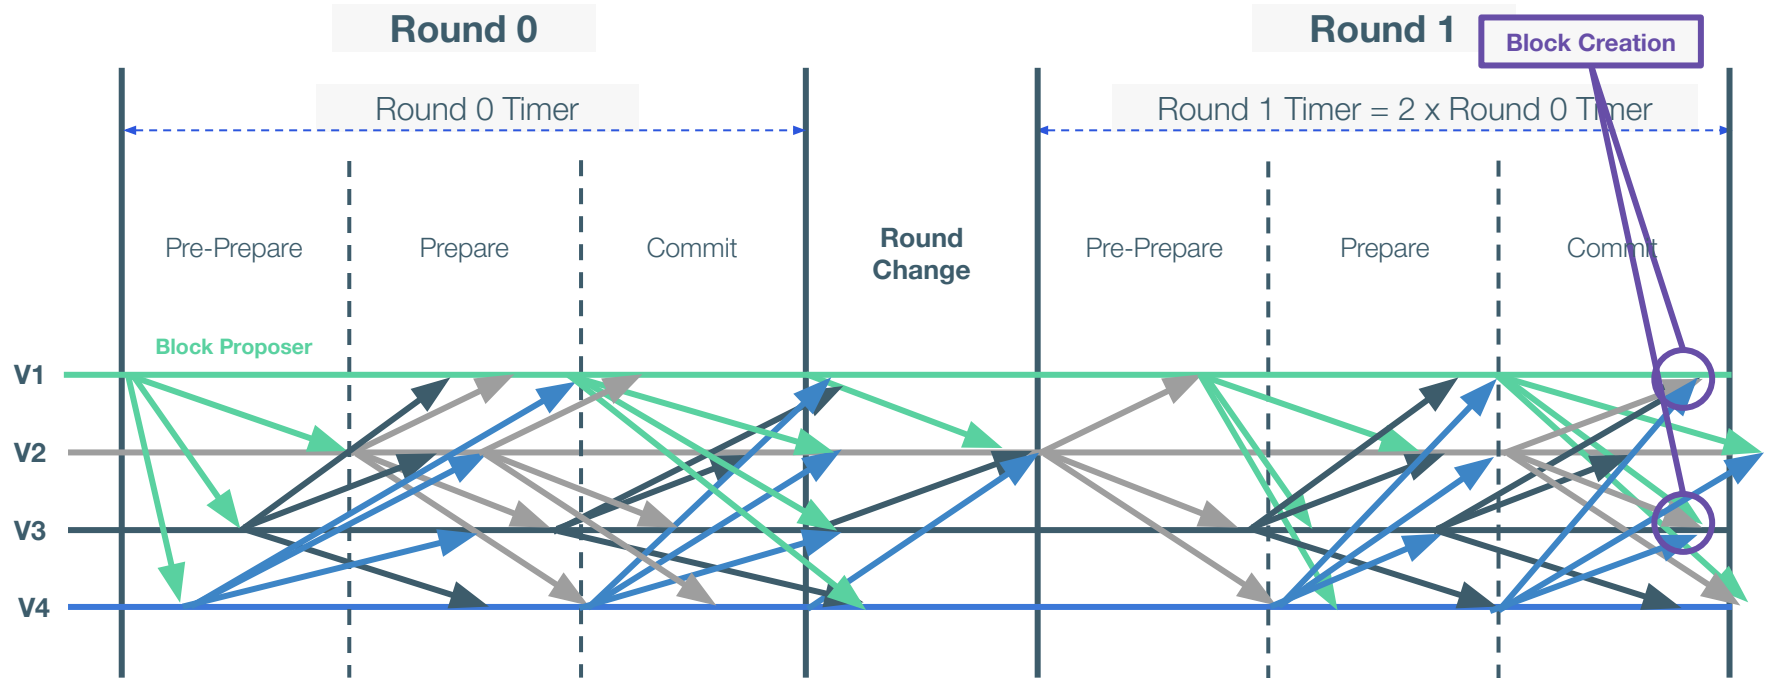 Round 0
Round 1
Block Creation
Round 0 Timer
Round 1 Timer = 2 x Round 0 Timer
Pre-Prepare
Prepare
Commit
Round
Change
Pre-Prepare
Prepare
Commit
Block Proposer
V1
V2
V3
V4